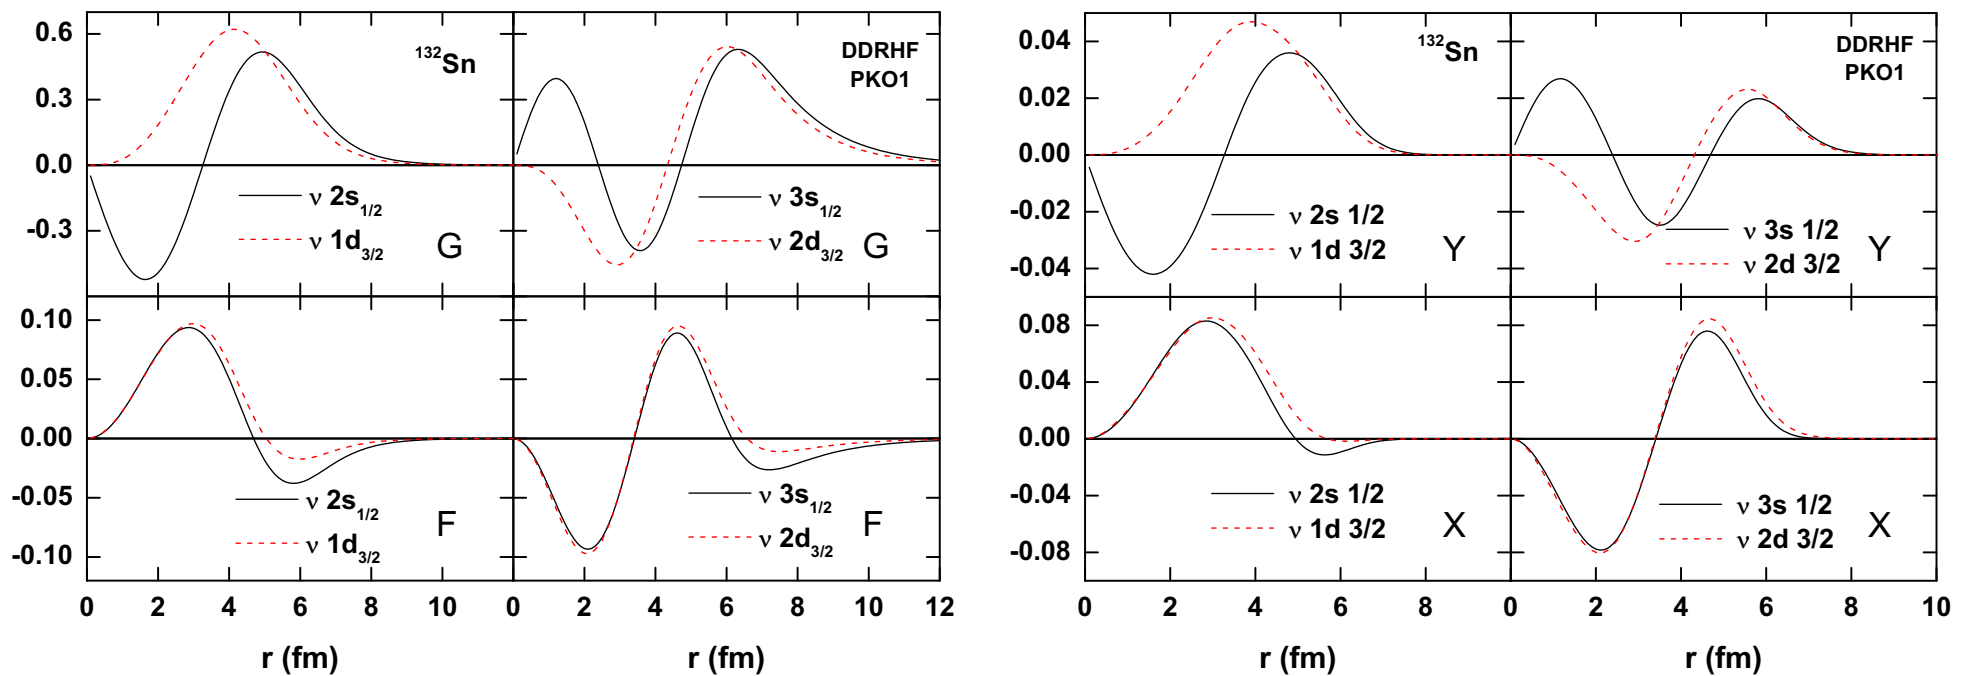 0.6
0.3
0.0
-0.3
¹³²Sn
ν 2s₁/₂
ν 1d₃/₂
G
DDRHF
PKO1
ν 3s₁/₂
ν 2d₃/₂
G
0.10
0.05
0.00
-0.05
-0.10
ν 2s₁/₂
ν 1d₃/₂
F
ν 3s₁/₂
ν 2d₃/₂
F
0 2 4 6 8 10 0 2 4 6 8 10 12
r (fm) r (fm)
0.04
0.02
0.00
-0.02
-0.04
¹³²Sn
ν 2s 1/2
ν 1d 3/2
Y
DDRHF
PKO1
ν 3s 1/2
ν 2d 3/2
Y
0.08
0.04
0.00
-0.04
-0.08
ν 2s 1/2
ν 1d 3/2
X
ν 3s 1/2
ν 2d 3/2
X
0 2 4 6 8 0 2 4 6 8 10
r (fm) r (fm)